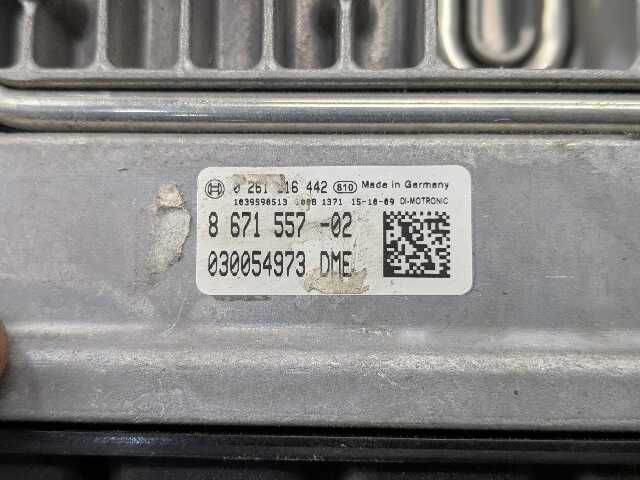 0 261 442 810 Made in Germany
1039S90513 1371 15-10-09 DI-MOTRONIC
8 671 557 -02
030054973 DME